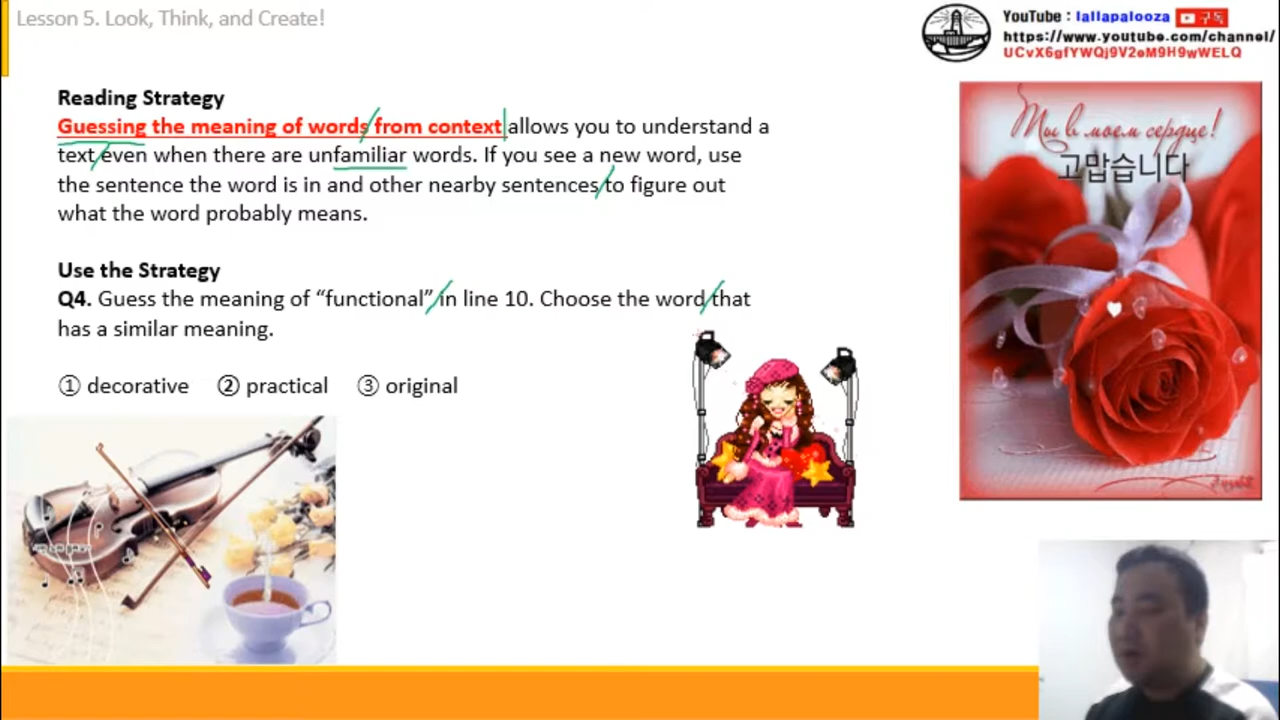 Lesson 5. Look, Think, and Create!
YouTube : lallapalooza 구독
https://www.youtube.com/channel/
UCvX6gfYWQj9V2eM9H9wWELQ
Reading Strategy
Guessing the meaning of words from context allows you to understand a
text even when there are unfamiliar words. If you see a new word, use
the sentence the word is in and other nearby sentences to figure out
what the word probably means.
Use the Strategy
Q4. Guess the meaning of “functional” in line 10. Choose the word that
has a similar meaning.
① decorative ② practical ③ original
Ты в моем сердце!
고맙습니다